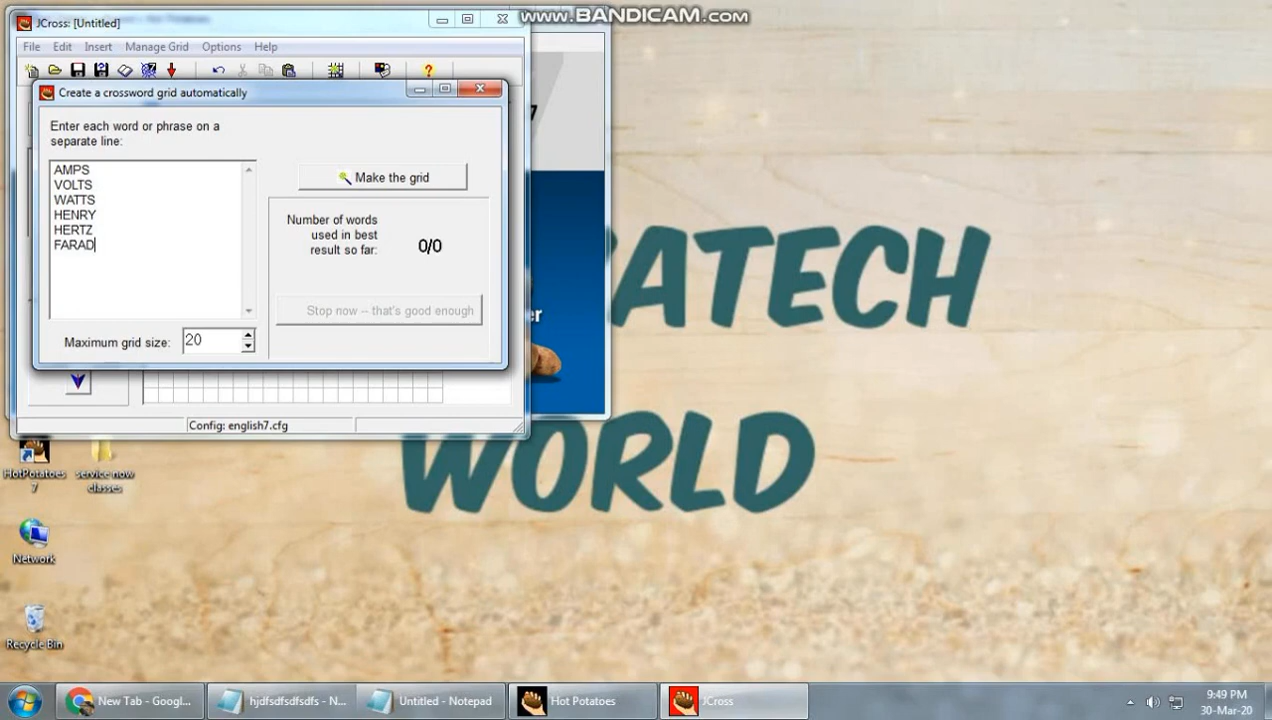 www.BANDICAM.com
JCross: [Untitled]
File Edit Insert Manage Grid Options Help
Create a crossword grid automatically
Enter each word or phrase on a
separate line:
AMPS
VOLTS
WATTS
HENRY
HERTZ
FARAD
Make the grid
Number of words
used in best
result so far:
0/0
Stop now -- that's good enough
Maximum grid size: 20
Config: english7.cfg
7
er
ATECH
WORLD
HotPotatoes
7
service now
classes
Network
Recycle Bin
New Tab - Googl...
hjdfsdfsdfsdfs - N...
Untitled - Notepad
Hot Potatoes
JCross
9:49 PM
30-Mar-20